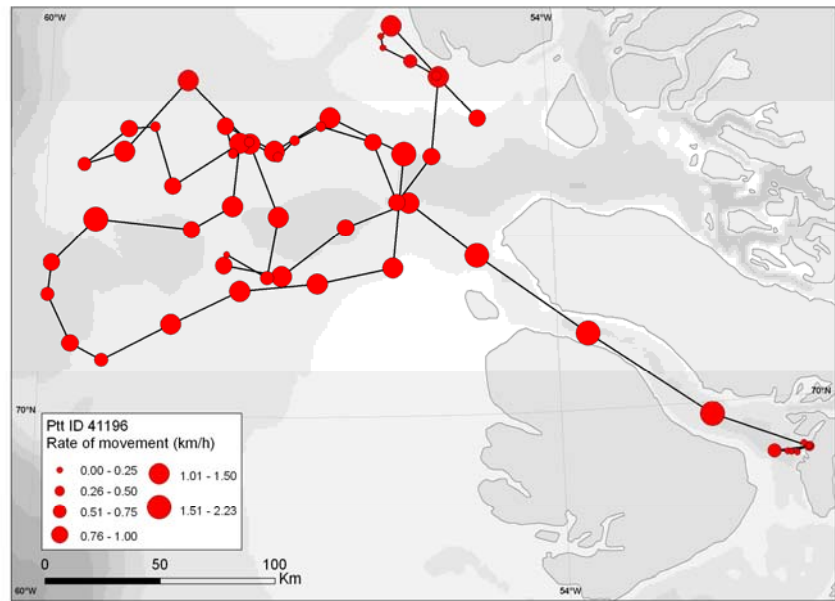 60°W
54°W
70°N
70°N
Ptt ID 41196
Rate of movement (km/h)
0.00 - 0.25
0.26 - 0.50
0.51 - 0.75
0.76 - 1.00
1.01 - 1.50
1.51 - 2.23
0 50 100
Km
60°W
54°W